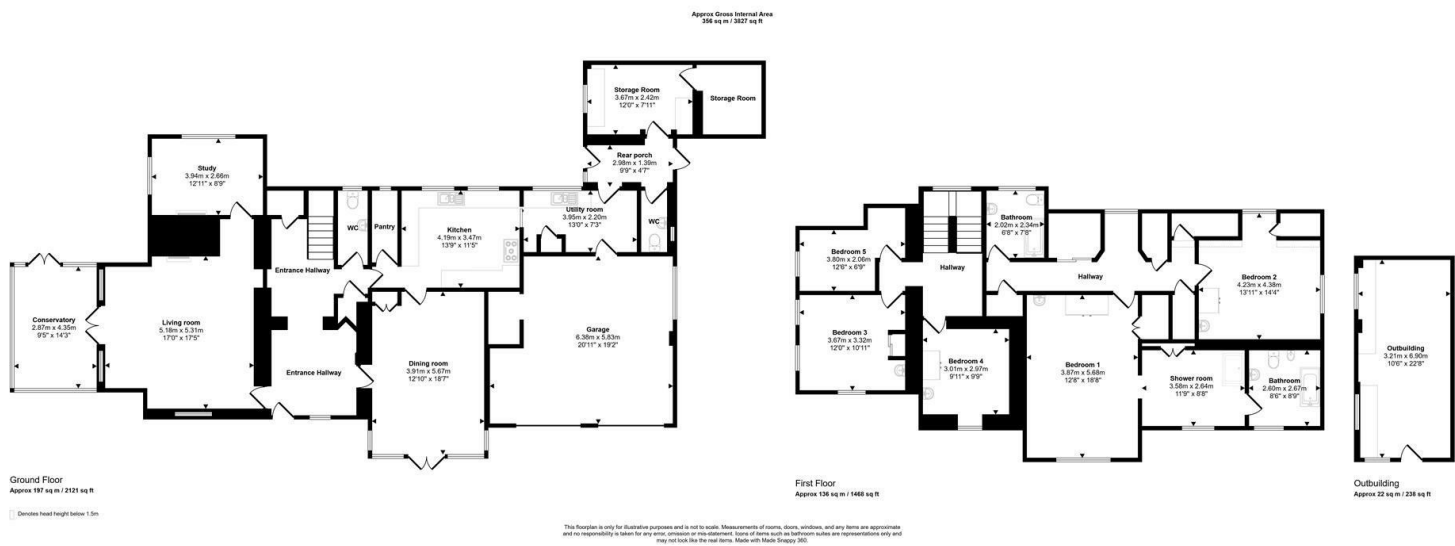 Approx Gross Internal Area
356 sq m / 3827 sq ft
Storage Room
3.67m x 2.42m
12'0" x 7'11"
Storage Room
Rear porch
2.98m x 1.39m
9'9" x 4'7"
Study
3.94m x 2.66m
12'11" x 8'9"
WC
Pantry
Kitchen
4.19m x 3.47m
13'9" x 11'5"
Utility room
3.95m x 2.20m
13'0" x 7'3"
WC
Entrance Hallway
Conservatory
2.87m x 4.35m
9'5" x 14'3"
Living room
5.18m x 5.31m
17'0" x 17'5"
Garage
6.38m x 5.83m
20'11" x 19'2"
Dining room
3.91m x 5.67m
12'10" x 18'7"
Entrance Hallway
Ground Floor
Approx 197 sq m / 2121 sq ft
Denotes head height below 1.5m
Bathroom
2.02m x 2.34m
6'8" x 7'8"
Bedroom 5
3.80m x 2.06m
12'6" x 6'9"
Hallway
Hallway
Bedroom 2
4.23m x 4.38m
13'11" x 14'4"
Bedroom 3
3.67m x 3.32m
12'0" x 10'11"
Bedroom 4
3.01m x 2.97m
9'11" x 9'9"
Bedroom 1
3.87m x 5.68m
12'8" x 18'8"
Shower room
3.58m x 2.64m
11'9" x 8'8"
Bathroom
2.60m x 2.67m
8'6" x 8'9"
First Floor
Approx 136 sq m / 1468 sq ft
Outbuilding
3.21m x 6.90m
10'6" x 22'8"
Outbuilding
Approx 22 sq m / 238 sq ft
This floorplan is only for illustrative purposes and is not to scale. Measurements of rooms, doors, windows, and any items are approximate
and no responsibility is taken for any error, omission or mis-statement. Icons of items such as bathroom suites are representations only and
may not look like the real items. Made with Made Snappy 360.